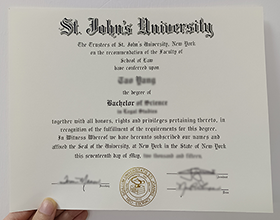 St. John's University
The Trustees of St. John's University, New York
on the recommendation of the Faculty of
School of Law
have conferred upon
the degree of
Bachelor of Science
in Legal Studies
together with all honors, rights and privileges pertaining thereto, in
recognition of the fulfillment of the requirements for this degree.
In Witness Whereof we have hereunto subscribed our names and
affixed the Seal of the University, at New York in the State of New York
this seventeenth day of May, two thousand and fifteen.